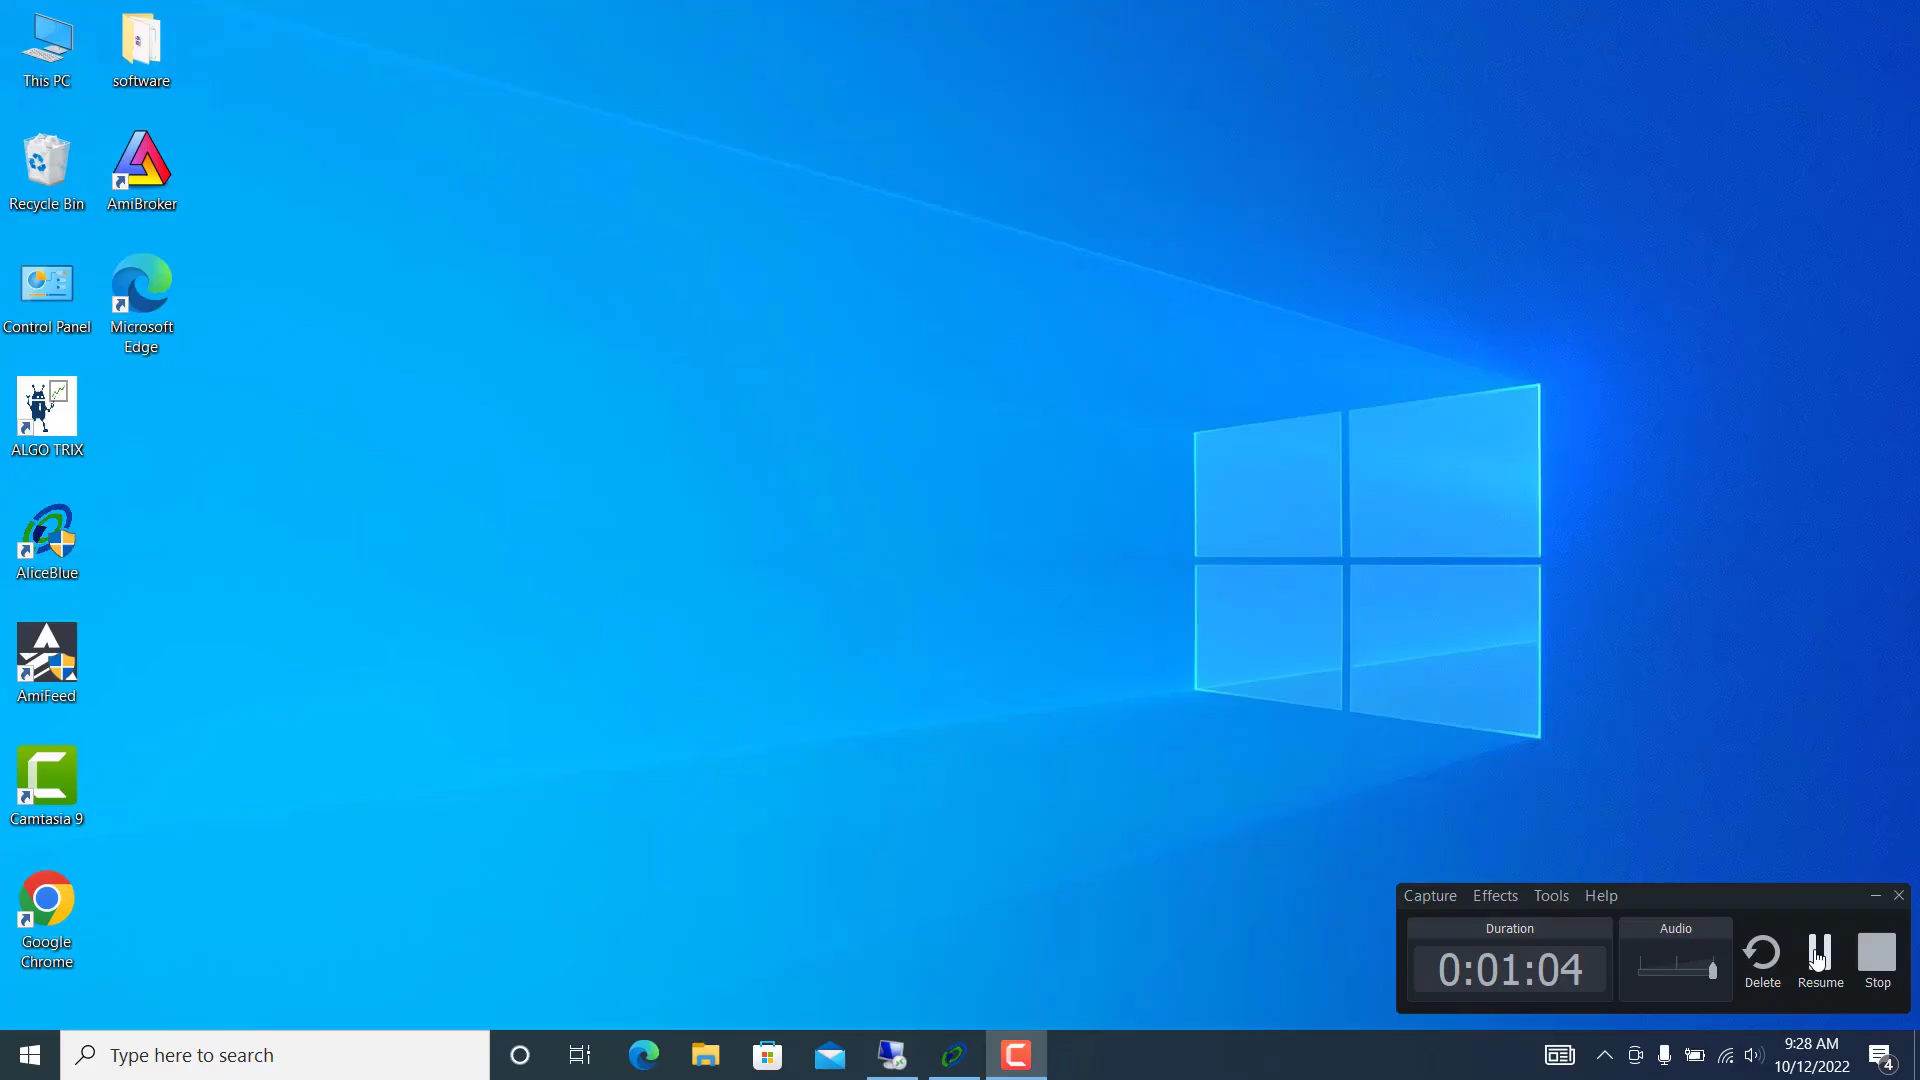 This PC
software
Recycle Bin
AmiBroker
Control Panel
Microsoft
Edge
ALGO TRIX
AliceBlue
AmiFeed
Camtasia 9
Google
Chrome
Capture Effects Tools Help
Duration
Audio
0:01:04
Delete
Resume
Stop
Type here to search
9:28 AM
10/12/2022
4